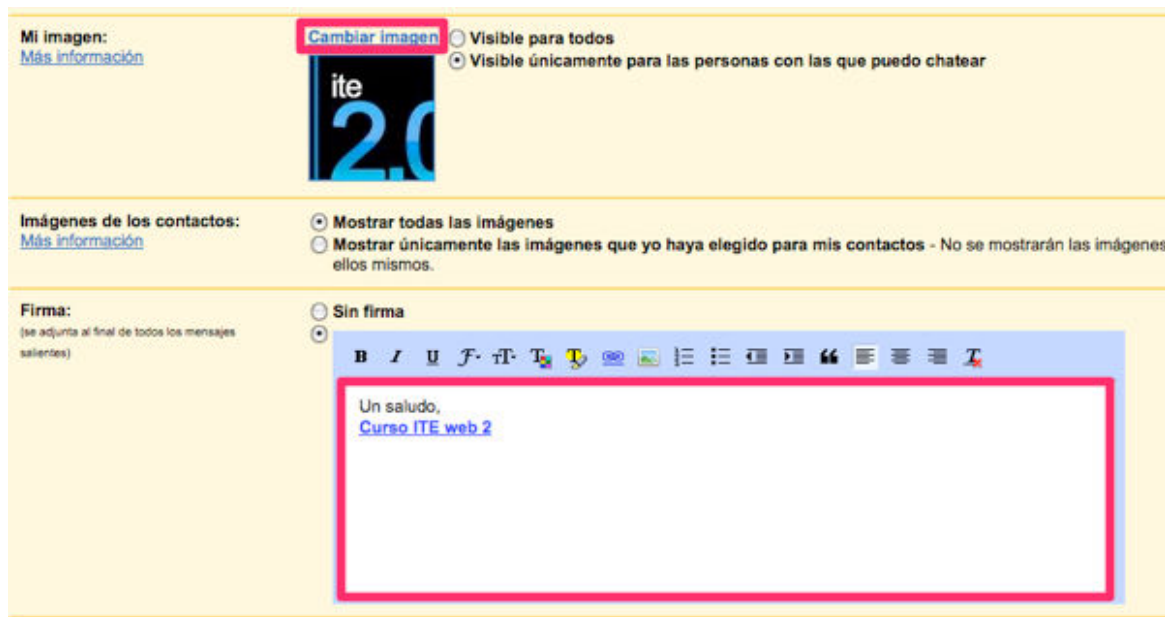 Mi imagen:
Más información
Cambiar imagen
Visible para todos
Visible únicamente para las personas con las que puedo chatear
ite
2.0
Imágenes de los contactos:
Más información
Mostrar todas las imágenes
Mostrar únicamente las imágenes que yo haya elegido para mis contactos - No se mostrarán las imágenes
ellos mismos.
Firma:
(se adjunta al final de todos los mensajes
salientes)
Sin firma
Un saludo,
Curso ITE web 2